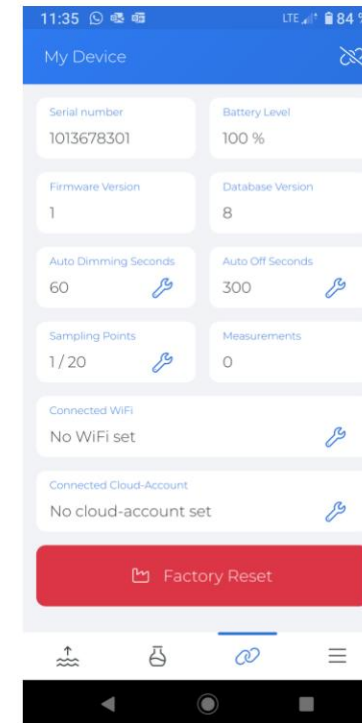 11:35 LTE 84 %
My Device
Serial number Battery Level
1013678301 100 %
Firmware Version Database Version
1 8
Auto Dimming Seconds Auto Off Seconds
60 300
Sampling Points Measurements
1 / 20 0
Connected WiFi
No WiFi set
Connected Cloud-Account
No cloud-account set
Factory Reset